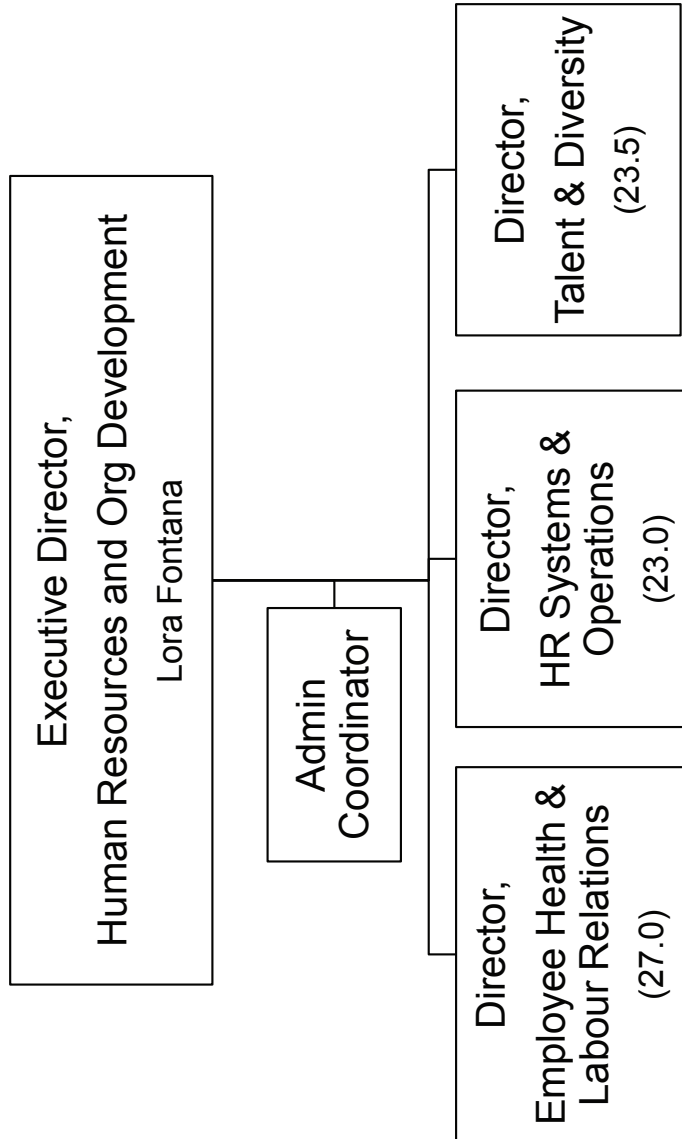 Executive Director,
Human Resources and Org Development
Lora Fontana
Admin
Coordinator
Director,
Employee Health &
Labour Relations
(27.0)
Director,
HR Systems &
Operations
(23.0)
Director,
Talent & Diversity
(23.5)